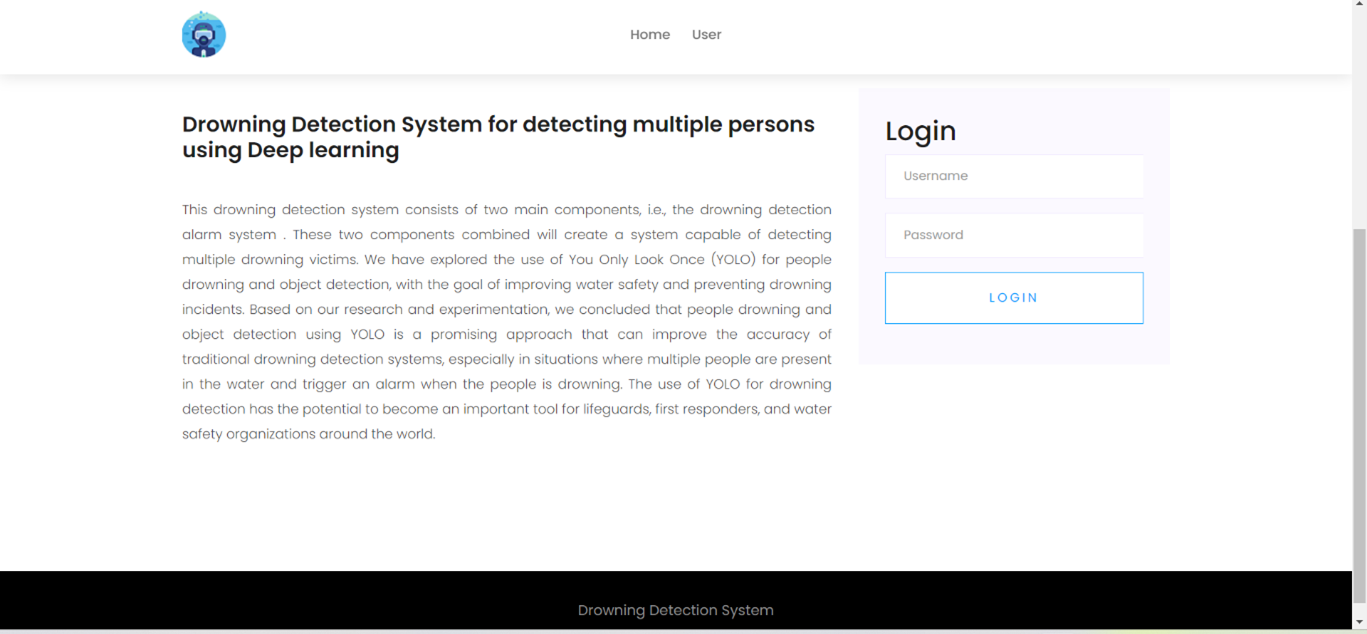 Home User
Drowning Detection System for detecting multiple persons
using Deep learning
This drowning detection system consists of two main components, i.e., the drowning detection
alarm system . These two components combined will create a system capable of detecting
multiple drowning victims. We have explored the use of You Only Look Once (YOLO) for people
drowning and object detection, with the goal of improving water safety and preventing drowning
incidents. Based on our research and experimentation, we concluded that people drowning and
object detection using YOLO is a promising approach that can improve the accuracy of
traditional drowning detection systems, especially in situations where multiple people are present
in the water and trigger an alarm when the people is drowning. The use of YOLO for drowning
detection has the potential to become an important tool for lifeguards, first responders, and water
safety organizations around the world.
Login
Username
Password
LOGIN
Drowning Detection System